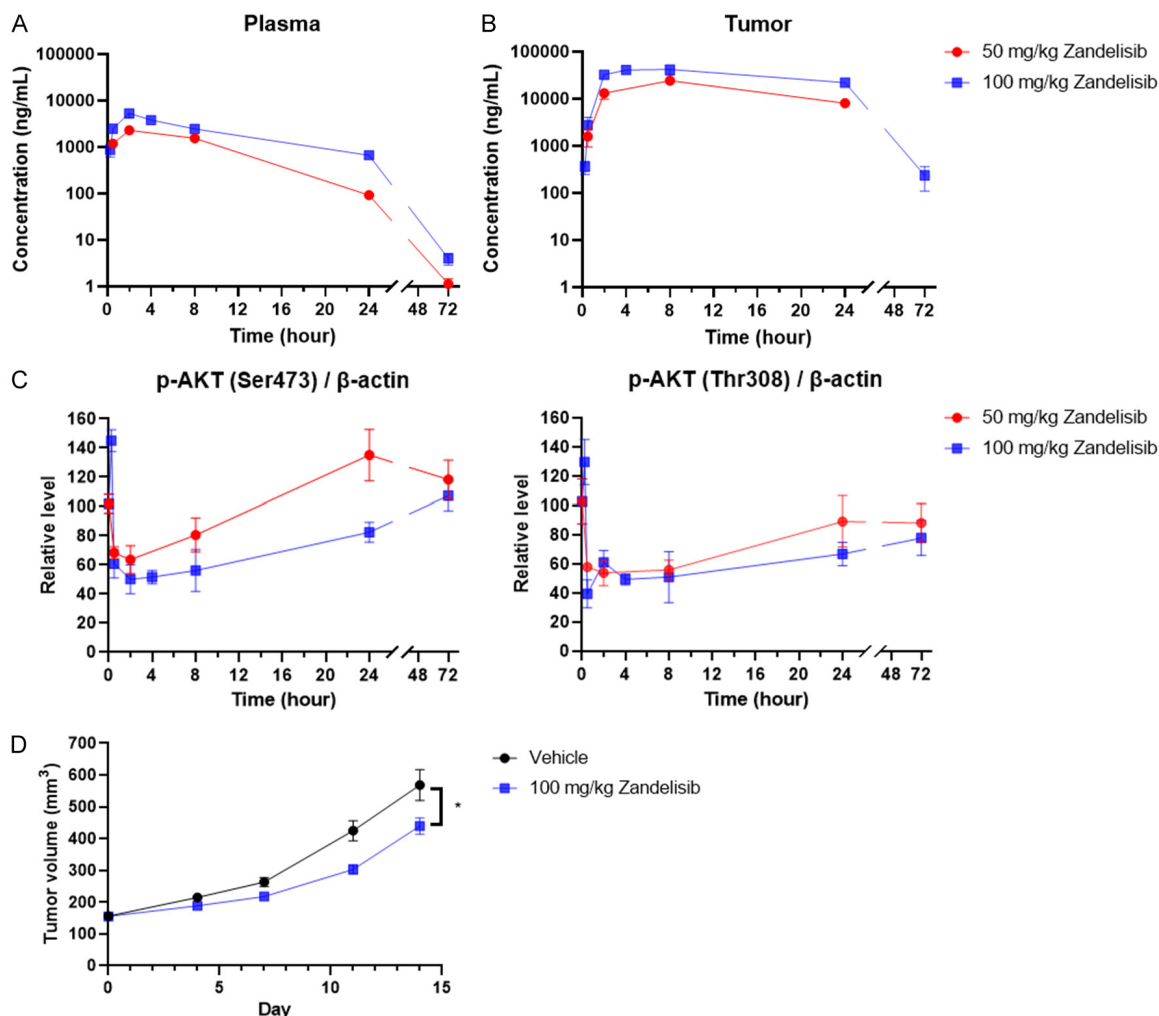 A
Plasma
Concentration (ng/mL)
100000
10000
1000
100
10
1
0 4 8 12 16 20 24 48 72
Time (hour)
B
Tumor
Concentration (ng/mL)
100000
10000
1000
100
10
1
0 4 8 12 16 20 24 48 72
Time (hour)
50 mg/kg Zandelisib
100 mg/kg Zandelisib
C
p-AKT (Ser473) / β-actin
Relative level
160
140
120
100
80
60
40
20
0
0 4 8 12 16 20 24 48 72
Time (hour)
p-AKT (Thr308) / β-actin
Relative level
160
140
120
100
80
60
40
20
0
0 4 8 12 16 20 24 48 72
Time (hour)
50 mg/kg Zandelisib
100 mg/kg Zandelisib
D
Tumor volume (mm³)
700
600
500
400
300
200
100
0
0 5 10 15
Day
*
Vehicle
100 mg/kg Zandelisib